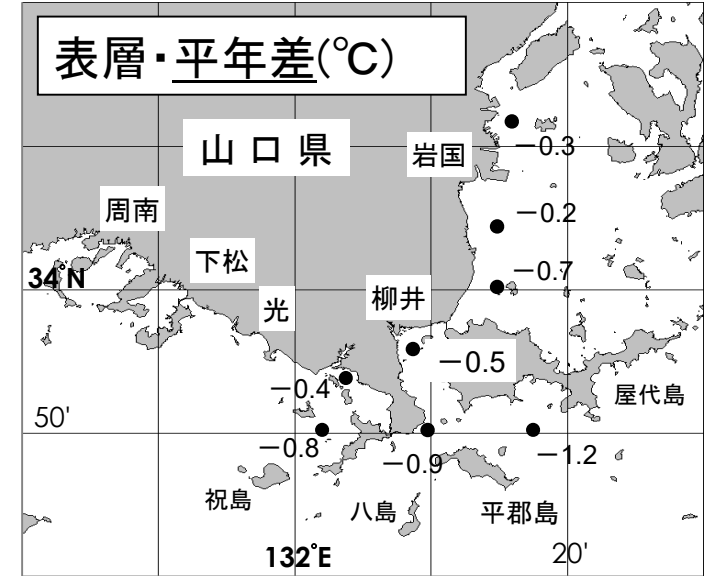 表層・平年差(℃)
山口県
岩国
−0.3
周南
−0.2
下松
34°N
−0.7
柳井
光
−0.5
−0.4
屋代島
50'
−0.8
−0.9
−1.2
祝島
八島
平郡島
132°E
20'